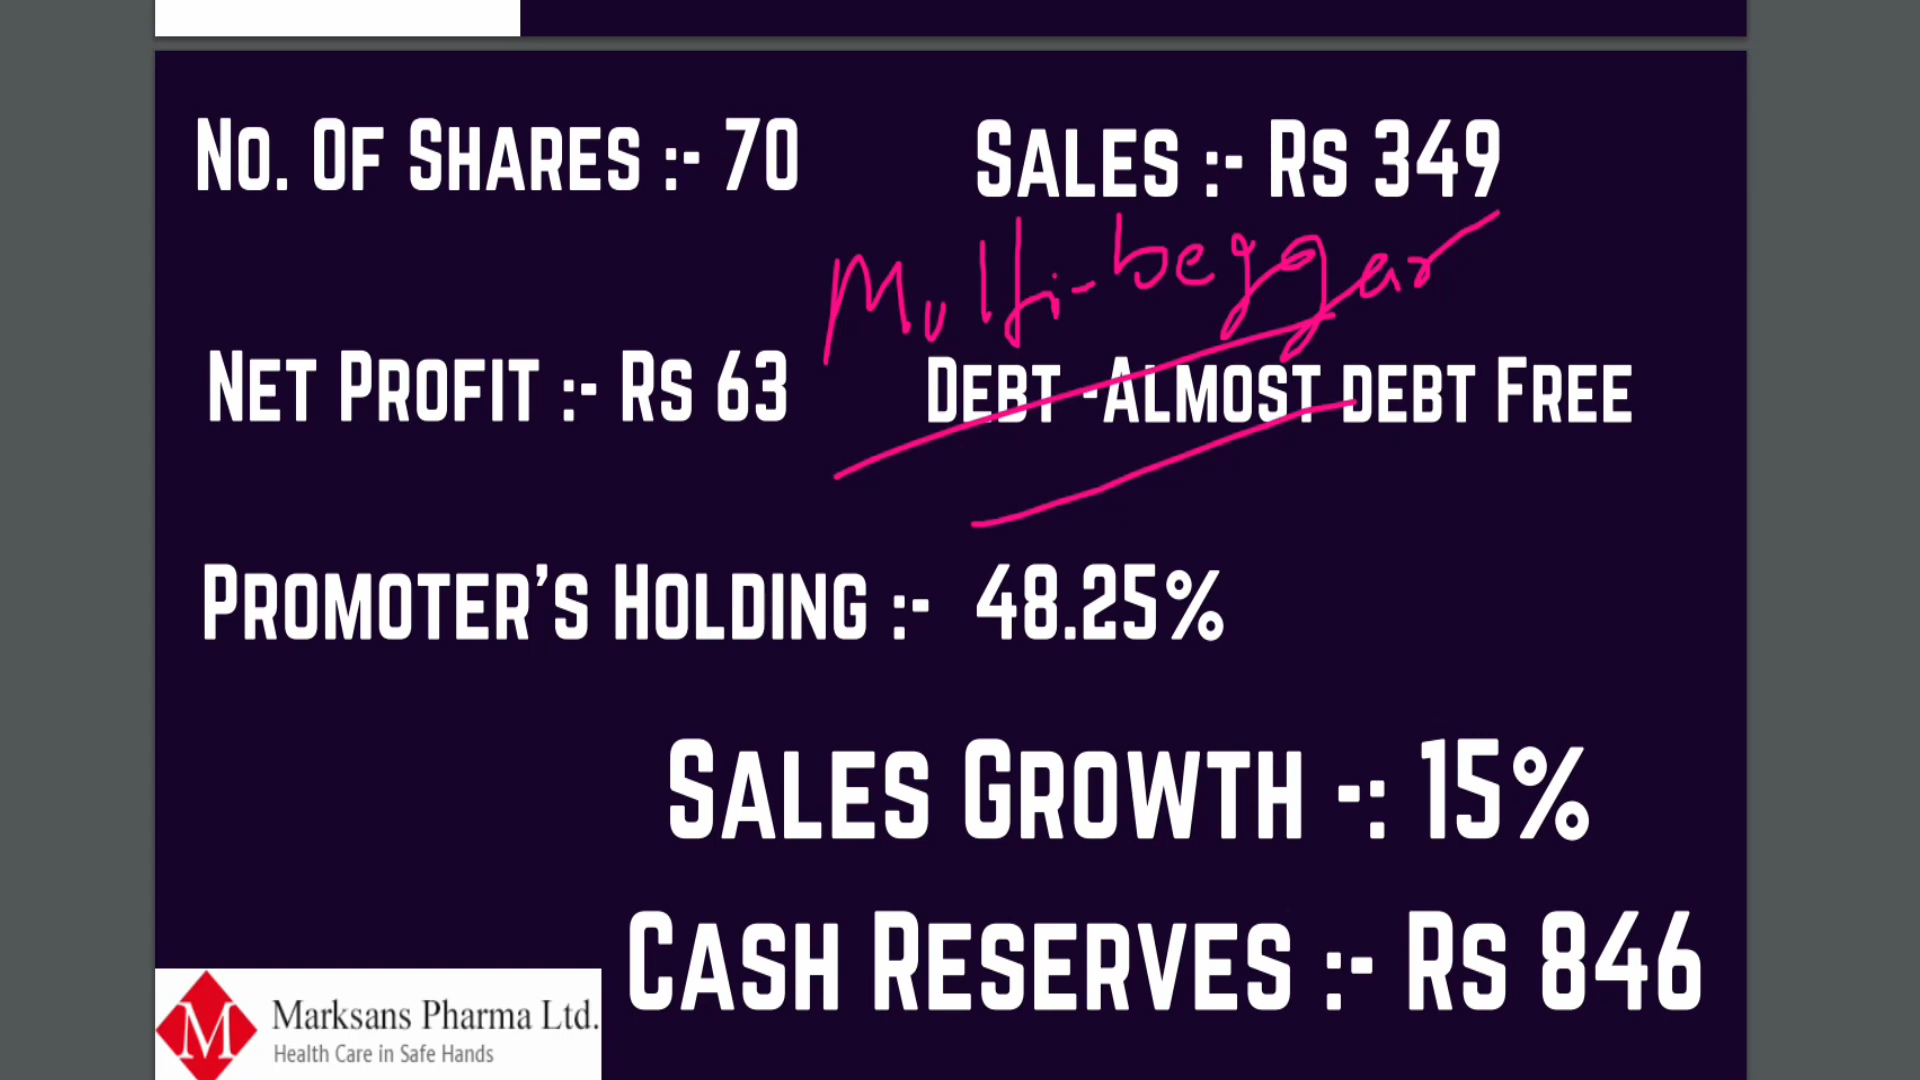 No. Of Shares :- 70
Sales :- Rs 349
Multi-beggar
Net Profit :- Rs 63
Debt -Almost debt Free
Promoter's Holding :- 48.25%
Sales Growth -: 15%
Cash Reserves :- Rs 846
M
Marksans Pharma Ltd.
Health Care in Safe Hands